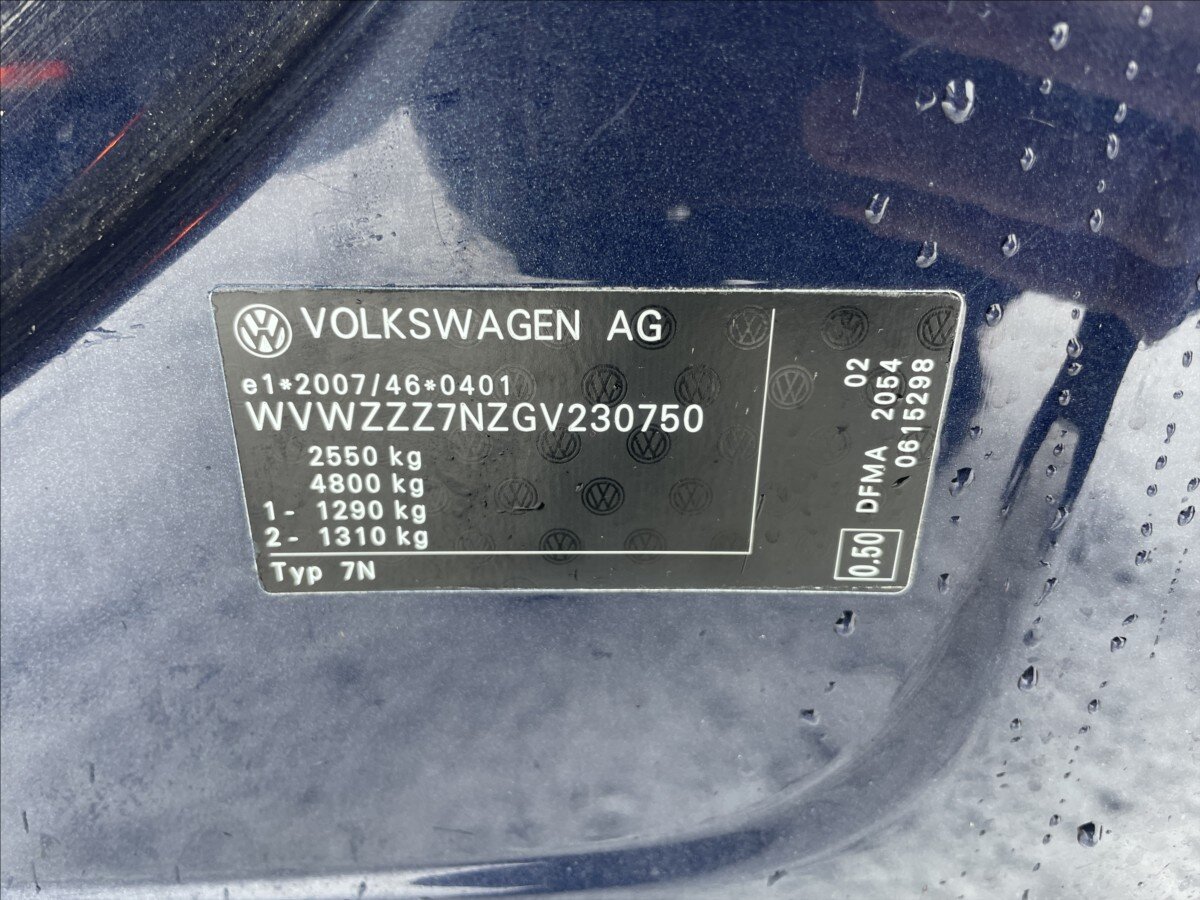 VOLKSWAGEN AG
e1*2007/46*0401
WVWZZZ7NZGV230750
2550 kg
4800 kg
1- 1290 kg
2- 1310 kg
Typ 7N
0.50 DFMA 2054 02
0615298